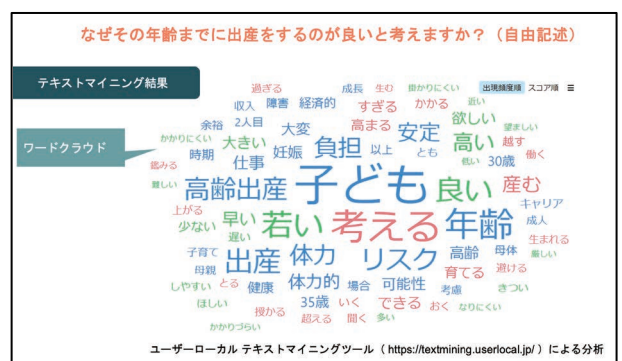 なぜその年齢までに出産をするのが良いと考えますか？（自由記述）
テキストマイニング結果
ワードクラウド
出現頻度順 スコア順 ☰
過ぎる 成長 生む 掛かりにくい
収入 障害 経済的 すぎる かかる 近い
余裕 2人目 大変 高まる 安定 欲しい 望ましい
かかりにくい 大きい 妊娠 負担 以上 とも 高い 越す
鑑みる 時期 仕事 低い 30歳 働く
難しい 高齢出産 子ども 良い 産む
上がる キャリア
少ない 早い 若い 考える 年齢 成人
遅い 生まれる
子育て 出産 体力 リスク 高齢 母体 厳しい
母親 体力的 育てる 避ける
しやすい とる 健康 場合 可能性 考慮 きつい
ほしい 35歳 いく できる おく なりにくい
授かる 超える 聞く 多い
かかりづらい
ユーザーローカル テキストマイニングツール（ https://textmining.userlocal.jp/ ）による分析